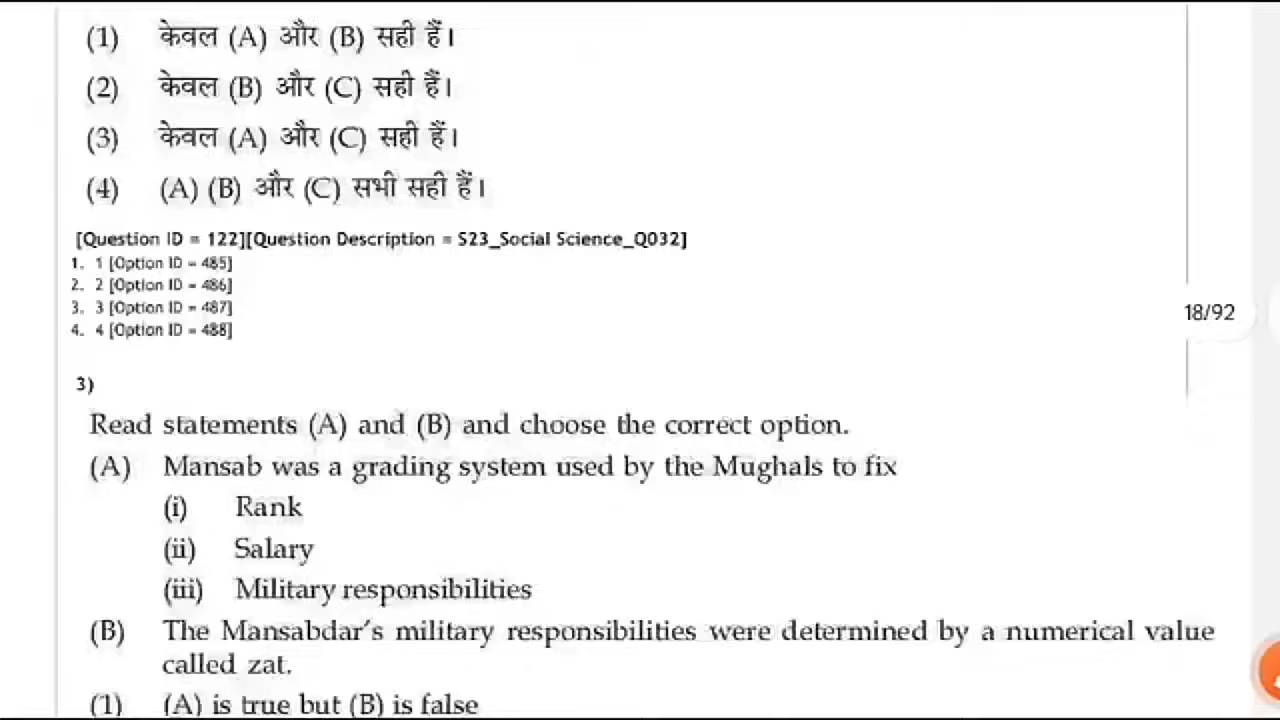 (1) केवल (A) और (B) सही हैं।
(2) केवल (B) और (C) सही हैं।
(3) केवल (A) और (C) सही हैं।
(4) (A) (B) और (C) सभी सही हैं।
[Question ID = 122][Question Description = S23_Social Science_Q032]
1. 1 [Option ID = 485]
2. 2 [Option ID = 486]
3. 3 [Option ID = 487]
4. 4 [Option ID = 488]
18/92
3)
Read statements (A) and (B) and choose the correct option.
(A) Mansab was a grading system used by the Mughals to fix
(i) Rank
(ii) Salary
(iii) Military responsibilities
(B) The Mansabdar's military responsibilities were determined by a numerical value
called zat.
(1) (A) is true but (B) is false